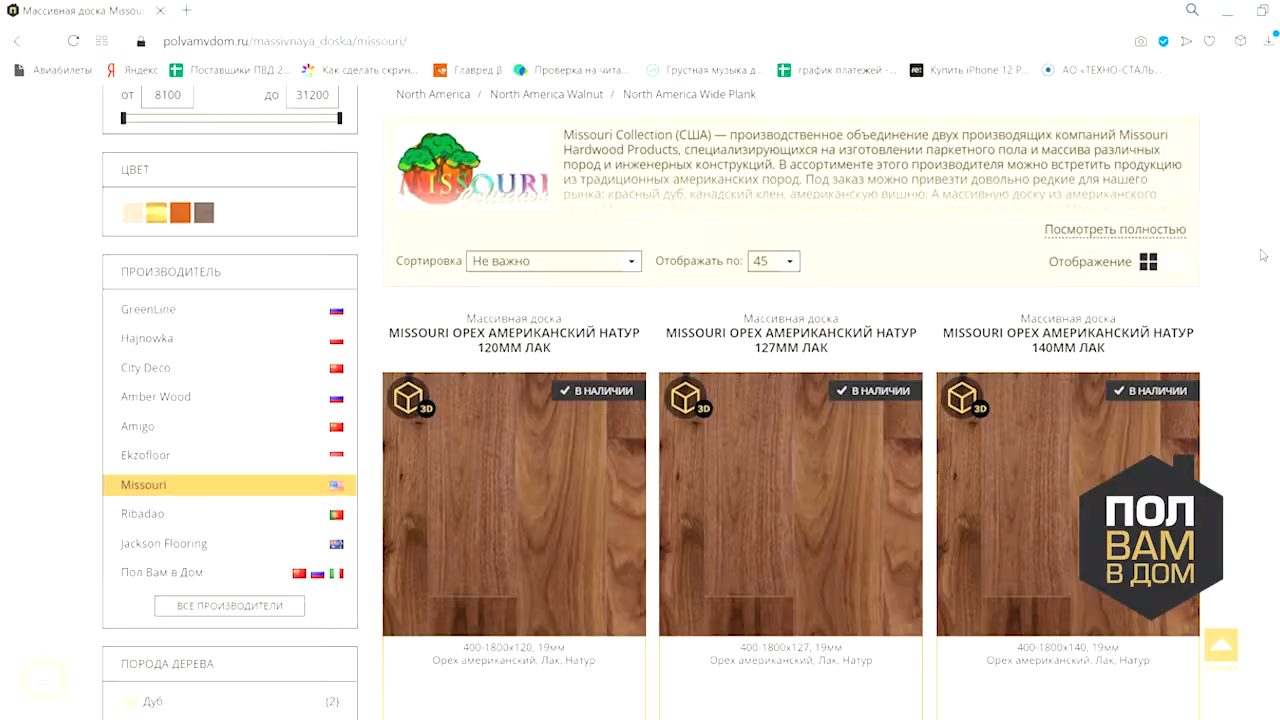 Массивная доска Missou
polvamvdom.ru/massivnaya_doska/missouri/
Авиабилеты
Яндекс
Поставщики ПВД 2...
Как сделать скрин...
Главред β
Проверка на чита...
Грустная музыка д...
график платежей -...
Купить iPhone 12 P...
АО «ТЕХНО-СТАЛЬ...
от 8100 до 31200
ЦВЕТ
ПРОИЗВОДИТЕЛЬ
GreenLine
Hajnowka
City Deco
Amber Wood
Amigo
Ekzofloor
Missouri
Ribadao
Jackson Flooring
Пол Вам в Дом
ВСЕ ПРОИЗВОДИТЕЛИ
ПОРОДА ДЕРЕВА
Дуб (2)
North America / North America Walnut / North America Wide Plank
MISSOURI
Collection
Missouri Collection (США) — производственное объединение двух производящих компаний Missouri
Hardwood Products, специализирующихся на изготовлении паркетного пола и массива различных
пород и инженерных конструкций. В ассортименте этого производителя можно встретить продукцию
из традиционных американских пород. Под заказ можно привезти довольно редкие для нашего
рынка: красный дуб, канадский клен, американскую вишню. А массивную доску из американского
Посмотреть полностью
Сортировка Не важно Отображать по: 45 Отображение
Массивная доска
MISSOURI ОРЕХ АМЕРИКАНСКИЙ НАТУР
120ММ ЛАК
3D
В НАЛИЧИИ
400-1800x120, 19мм
Орех американский, Лак, Натур
Массивная доска
MISSOURI ОРЕХ АМЕРИКАНСКИЙ НАТУР
127ММ ЛАК
3D
В НАЛИЧИИ
400-1800x127, 19мм
Орех американский, Лак, Натур
Массивная доска
MISSOURI ОРЕХ АМЕРИКАНСКИЙ НАТУР
140ММ ЛАК
3D
В НАЛИЧИИ
400-1800x140, 19мм
Орех американский, Лак, Натур
ПОЛ
ВАМ
В ДОМ